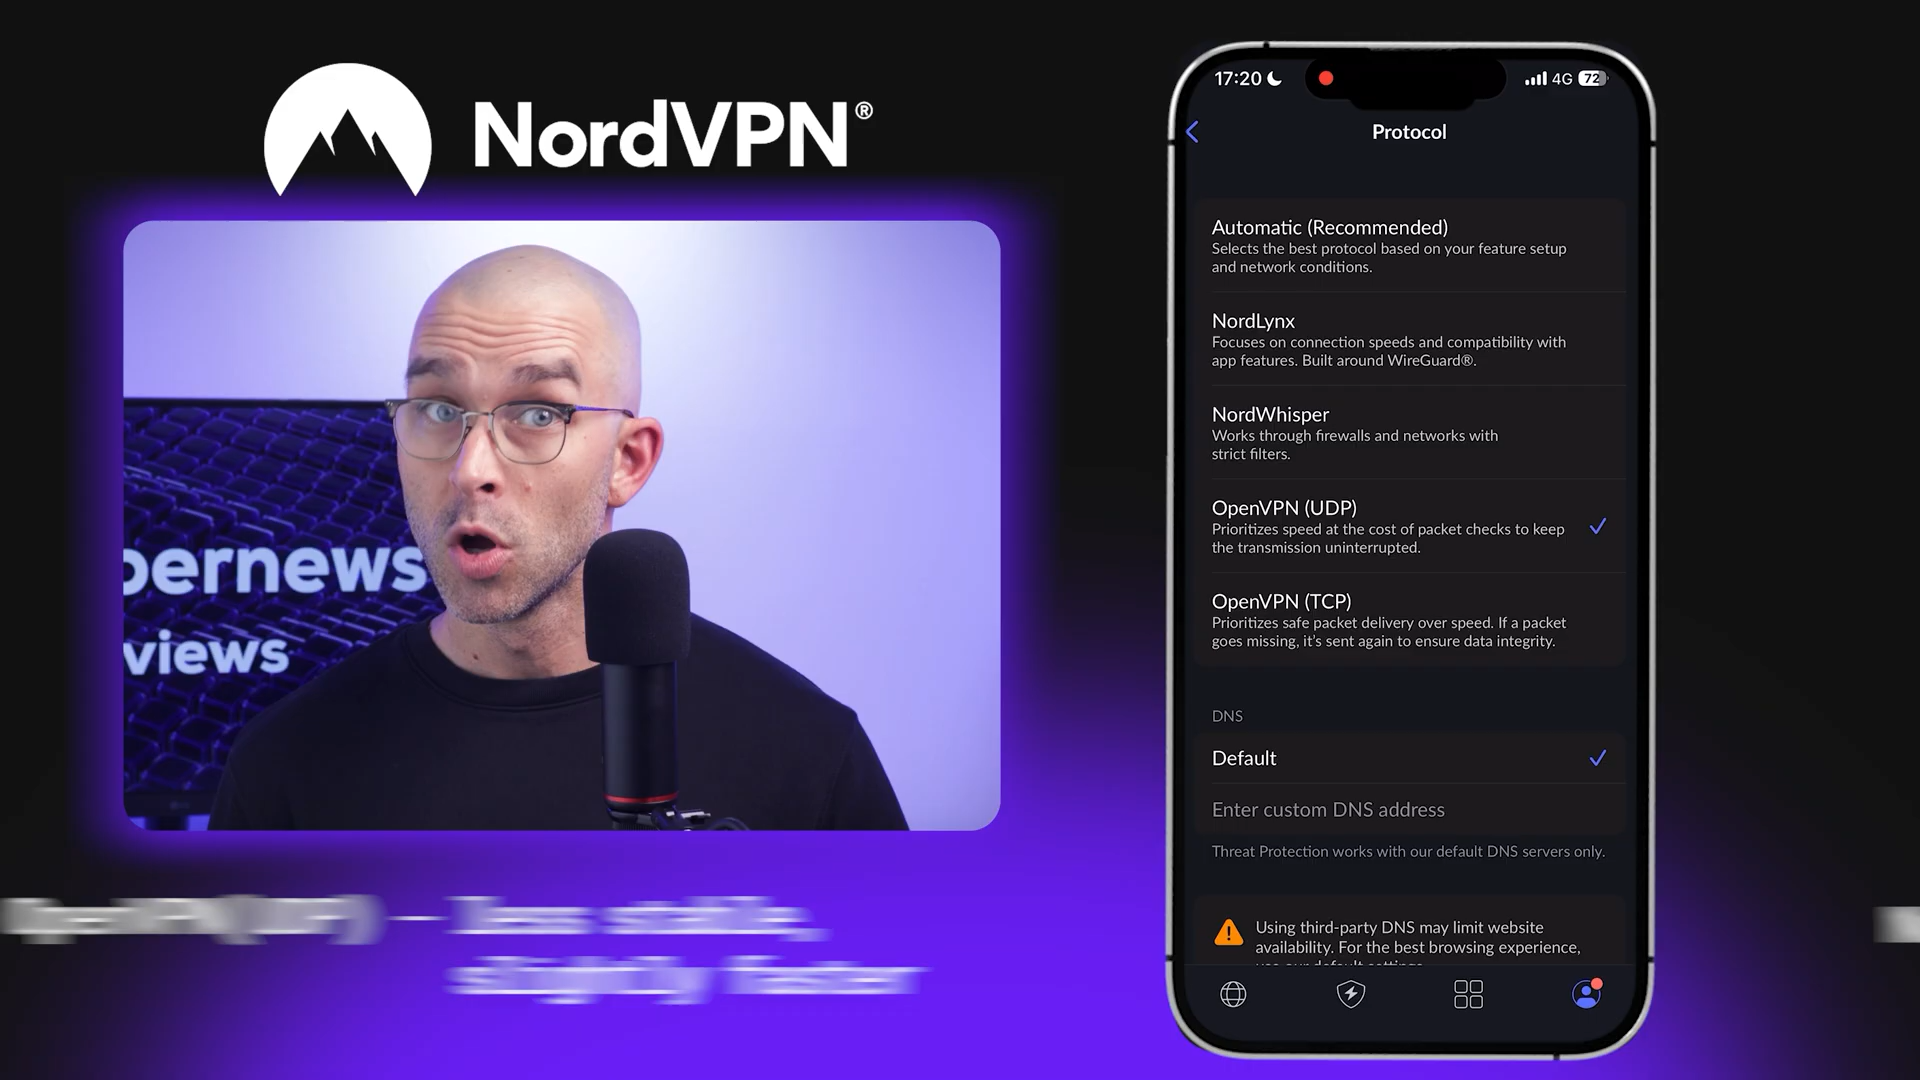 NordVPN®
bernews
views
17:20
4G
72
Protocol
Automatic (Recommended)
Selects the best protocol based on your feature setup
and network conditions.
NordLynx
Focuses on connection speeds and compatibility with
app features. Built around WireGuard®.
NordWhisper
Works through firewalls and networks with
strict filters.
OpenVPN (UDP)
Prioritizes speed at the cost of packet checks to keep
the transmission uninterrupted.
OpenVPN (TCP)
Prioritizes safe packet delivery over speed. If a packet
goes missing, it's sent again to ensure data integrity.
DNS
Default
Enter custom DNS address
Threat Protection works with our default DNS servers only.
Using third-party DNS may limit website
availability. For the best browsing experience,
— less stable,
slightly faster